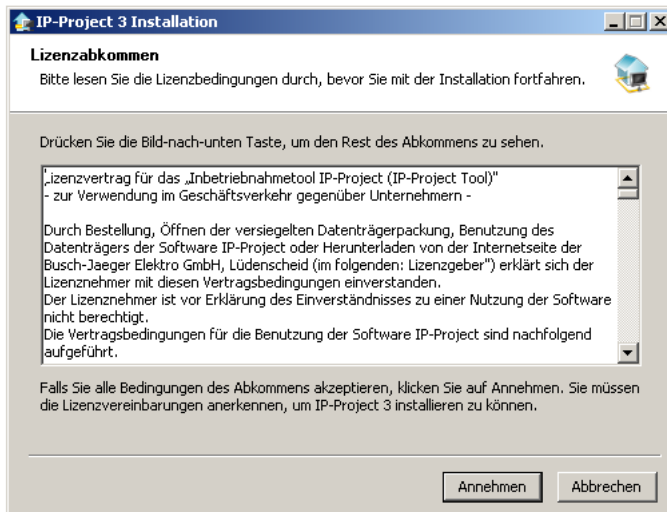 IP-Project 3 Installation
Lizenzabkommen
Bitte lesen Sie die Lizenzbedingungen durch, bevor Sie mit der Installation fortfahren.
Drücken Sie die Bild-nach-unten Taste, um den Rest des Abkommens zu sehen.
Lizenzvertrag für das „Inbetriebnahmetool IP-Project (IP-Project Tool)"
- zur Verwendung im Geschäftsverkehr gegenüber Unternehmern -
Durch Bestellung, Öffnen der versiegelten Datenträgerpackung, Benutzung des
Datenträgers der Software IP-Project oder Herunterladen von der Internetseite der
Busch-Jaeger Elektro GmbH, Lüdenscheid (im folgenden: Lizenzgeber") erklärt sich der
Lizenznehmer mit diesen Vertragsbedingungen einverstanden.
Der Lizenznehmer ist vor Erklärung des Einverständnisses zu einer Nutzung der Software
nicht berechtigt.
Die Vertragsbedingungen für die Benutzung der Software IP-Project sind nachfolgend
aufgeführt.
Falls Sie alle Bedingungen des Abkommens akzeptieren, klicken Sie auf Annehmen. Sie müssen
die Lizenzvereinbarungen anerkennen, um IP-Project 3 installieren zu können.
Annehmen
Abbrechen